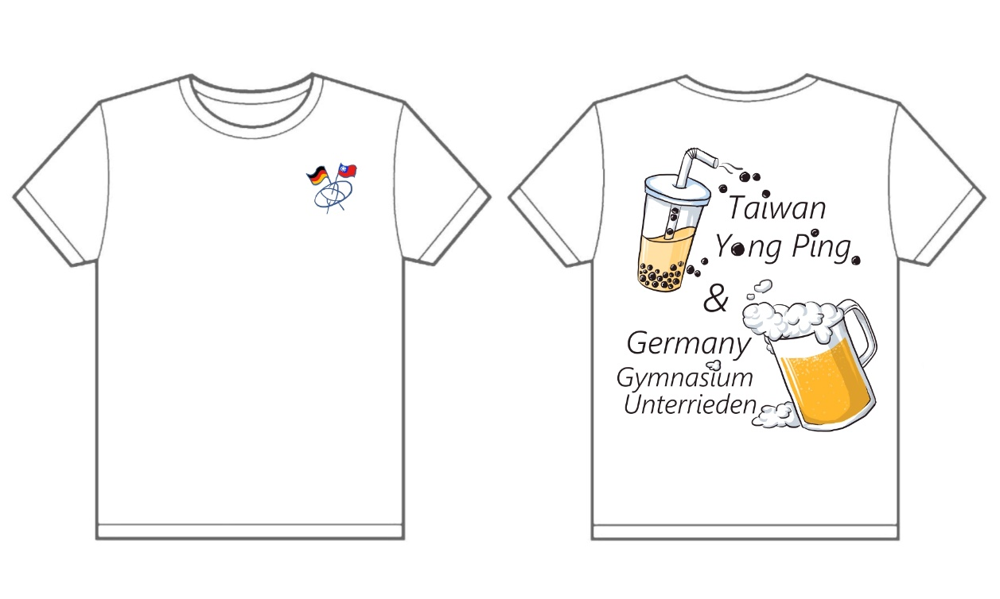 Taiwan
Yong Ping
&
Germany
Gymnasium
Unterrieden